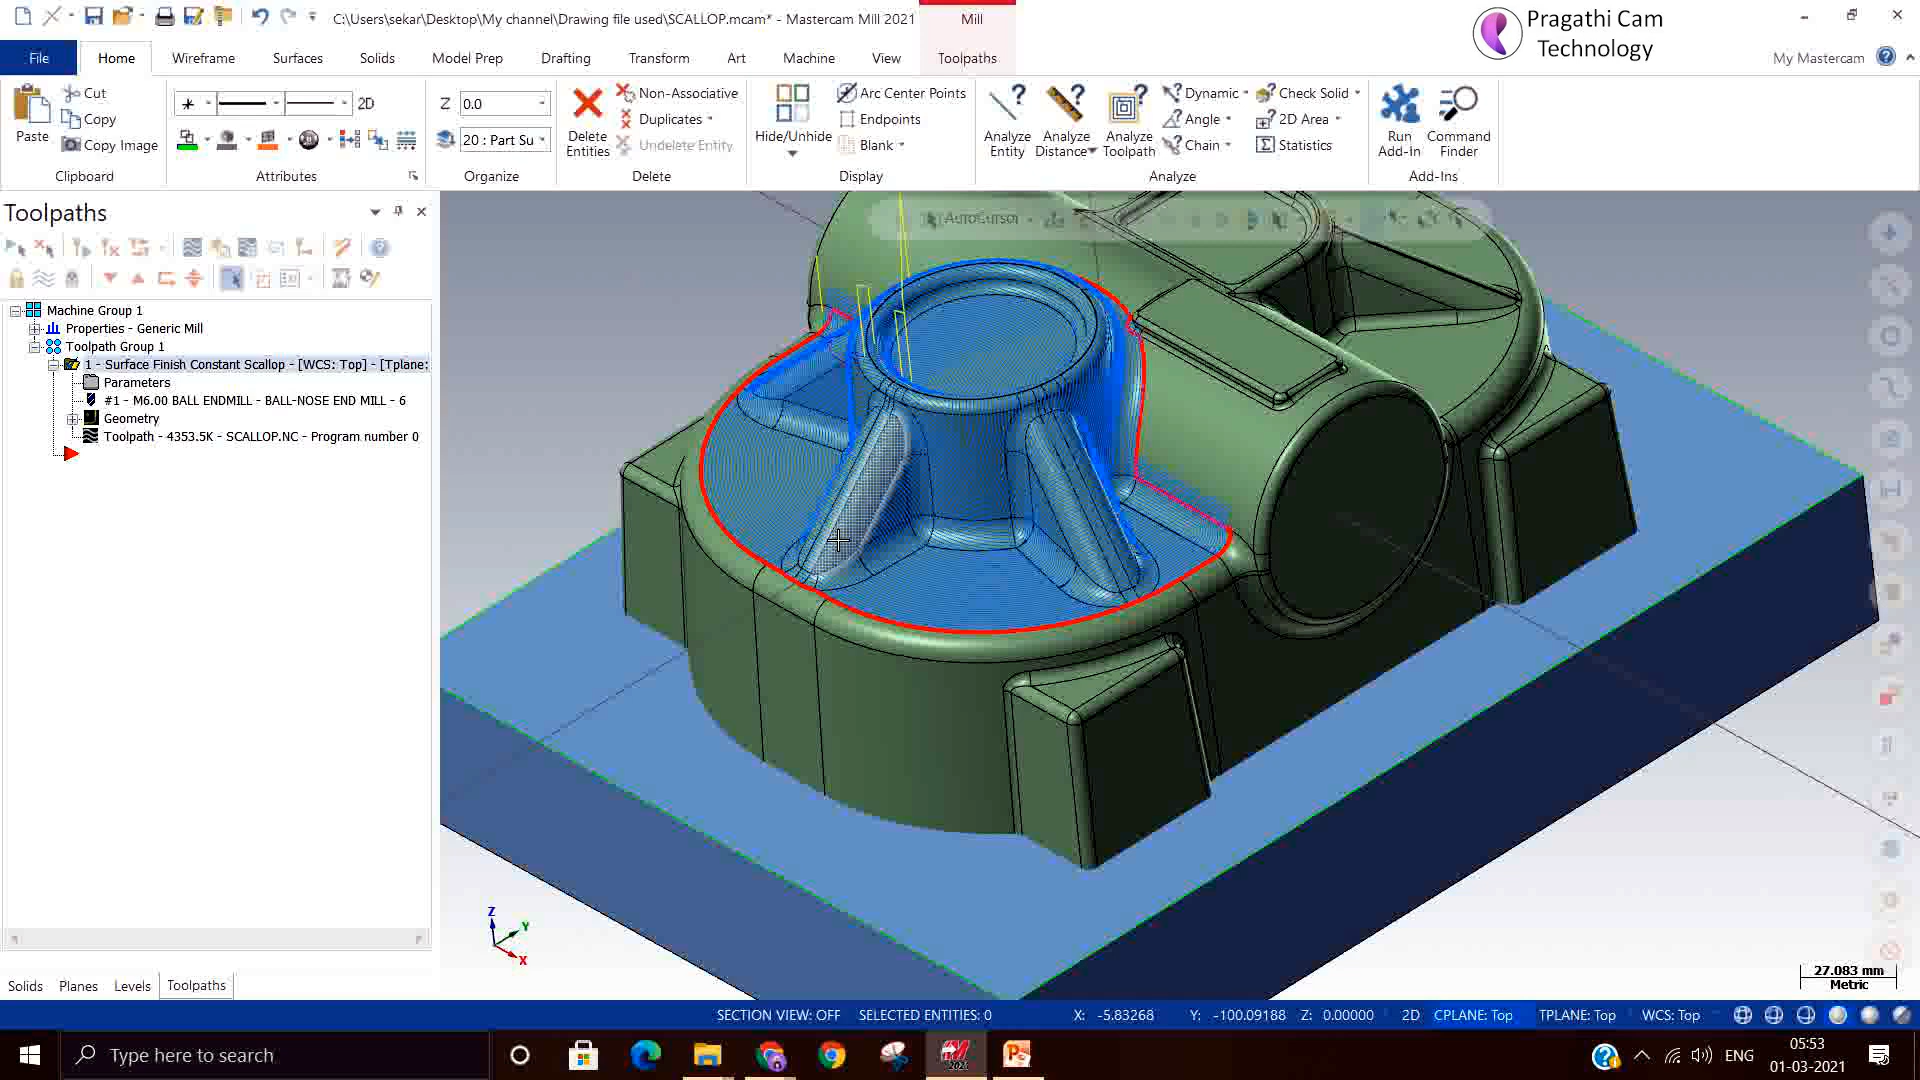 C:\Users\sekar\Desktop\My channel\Drawing file used\SCALLOP.mcam* - Mastercam Mill 2021
Mill
Pragathi Cam
Technology
File
Home
Wireframe
Surfaces
Solids
Model Prep
Drafting
Transform
Art
Machine
View
Toolpaths
My Mastercam
Paste
Cut
Copy
Copy Image
Clipboard
2D
Attributes
Z
0.0
20 : Part Su
Organize
Delete
Entities
Non-Associative
Duplicates
Undelete Entity
Delete
Hide/Unhide
Arc Center Points
Endpoints
Blank
Display
Analyze
Entity
Analyze
Distance
Analyze
Toolpath
Dynamic
Angle
Chain
Check Solid
2D Area
Statistics
Analyze
Run
Add-In
Command
Finder
Add-Ins
Toolpaths
AutoCursor
Machine Group 1
Properties - Generic Mill
Toolpath Group 1
1 - Surface Finish Constant Scallop - [WCS: Top] - [Tplane:
Parameters
#1 - M6.00 BALL ENDMILL - BALL-NOSE END MILL - 6
Geometry
Toolpath - 4353.5K - SCALLOP.NC - Program number 0
Z
Y
X
27.083 mm
Metric
Solids
Planes
Levels
Toolpaths
SECTION VIEW: OFF
SELECTED ENTITIES: 0
X: -5.83268
Y: -100.09188
Z: 0.00000
2D
CPLANE: Top
TPLANE: Top
WCS: Top
Type here to search
2021
ENG
05:53
01-03-2021